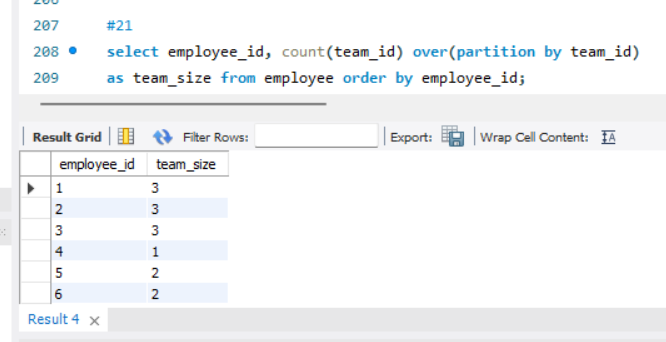 207 #21
208 select employee_id, count(team_id) over(partition by team_id)
209 as team_size from employee order by employee_id;
Result Grid Filter Rows: Export: Wrap Cell Content:
employee_id team_size
1 3
2 3
3 3
4 1
5 2
6 2
Result 4 ×